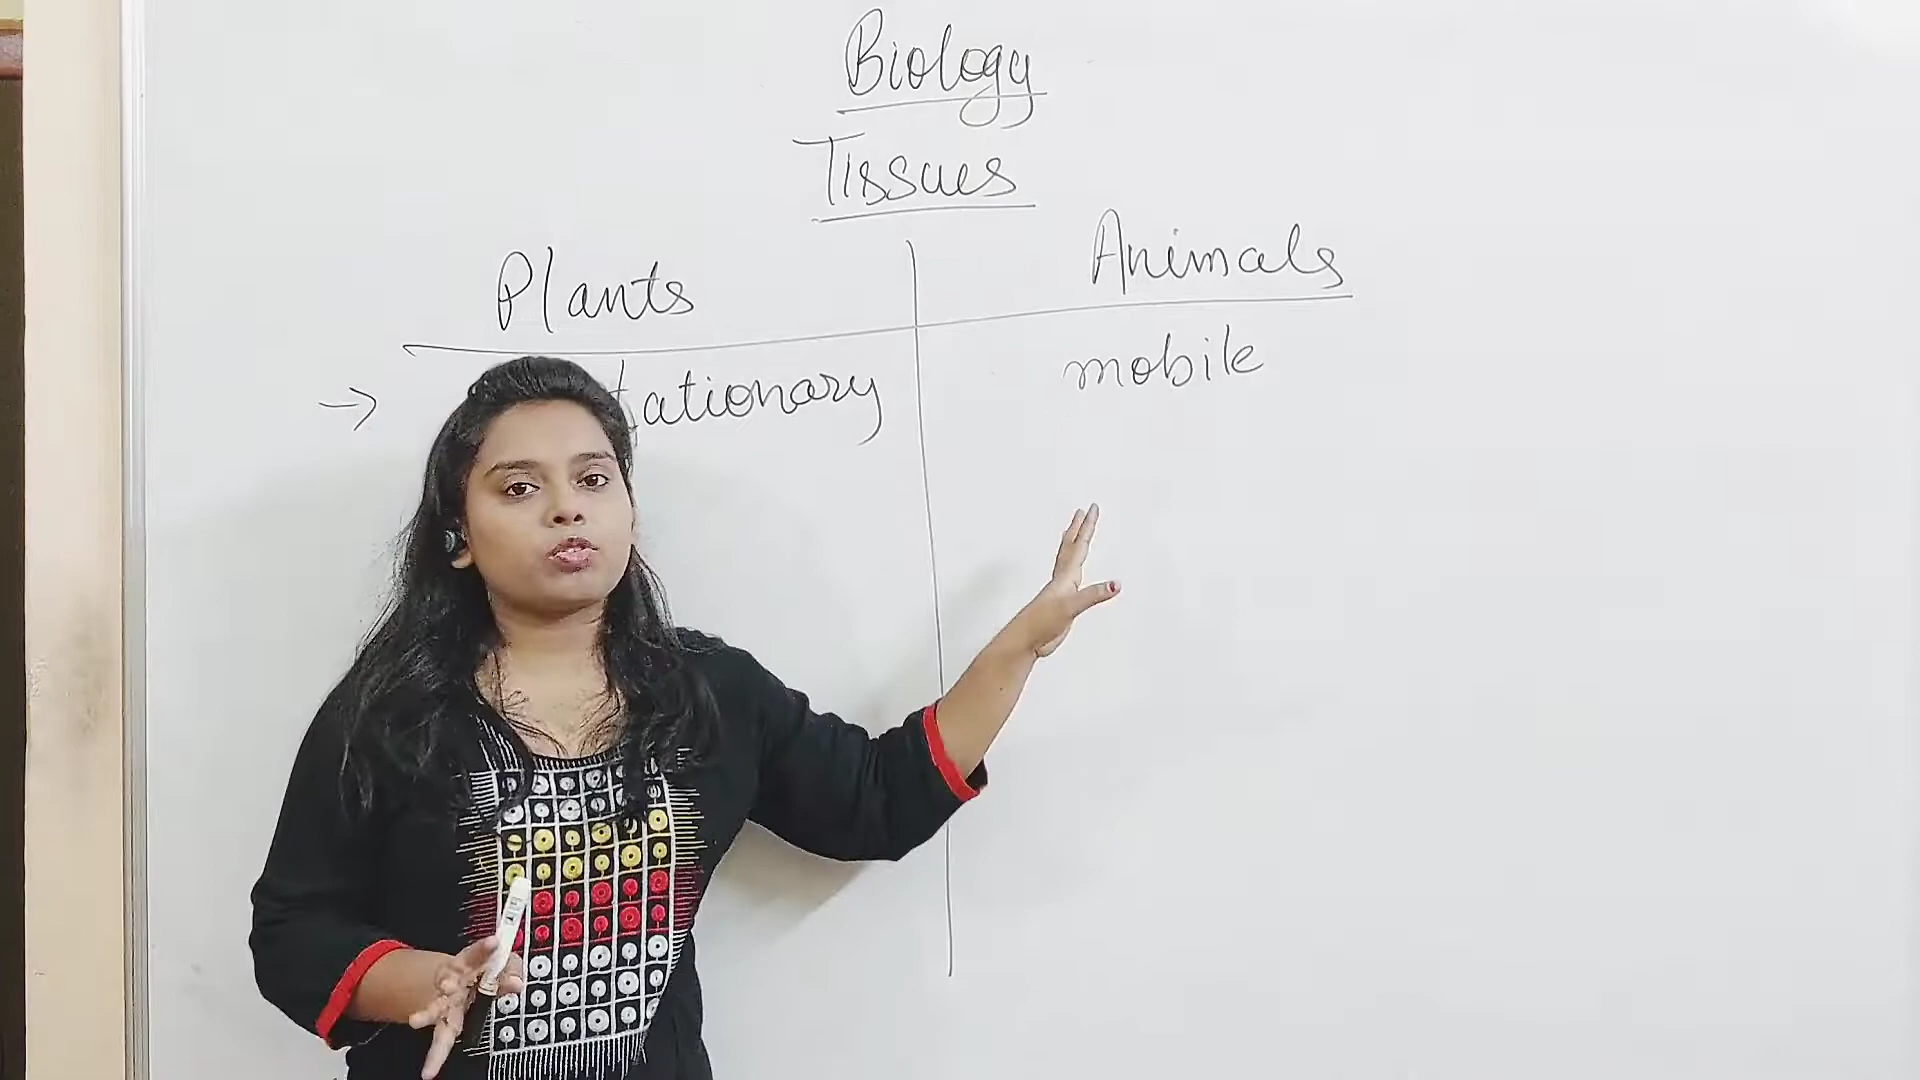 Biology
Tissues
Plants Animals
→ tationary mobile